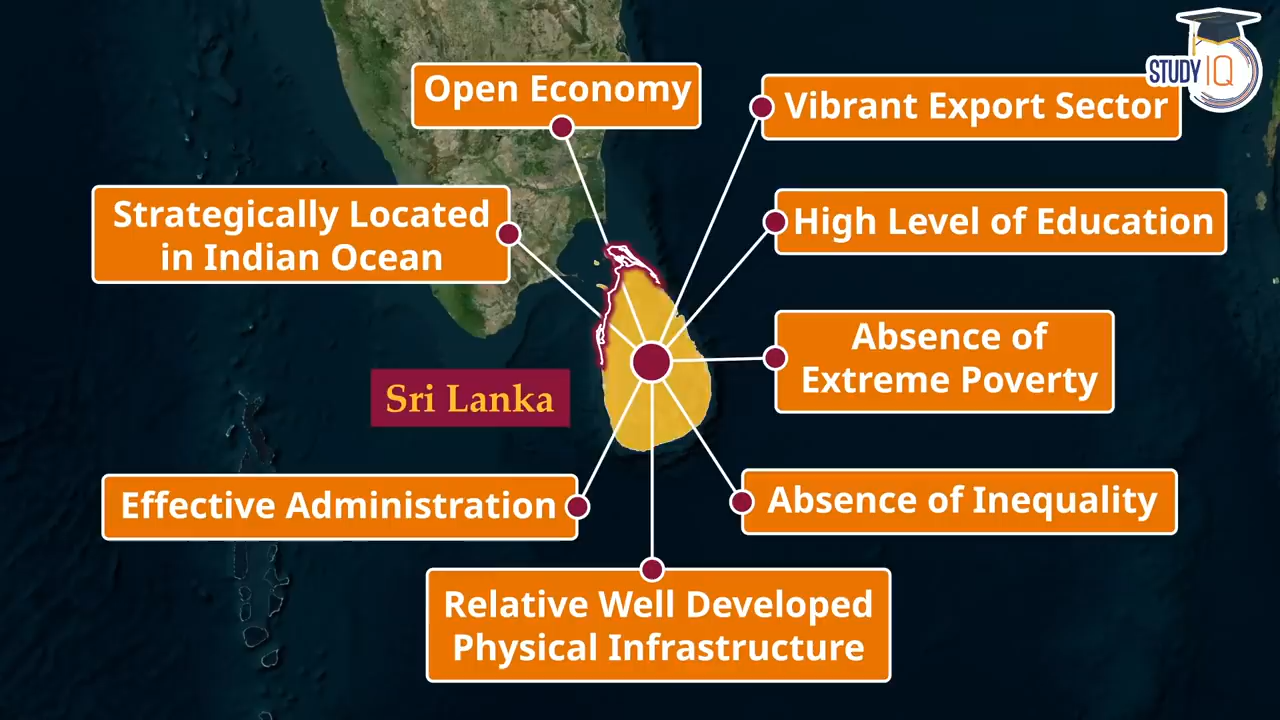 STUDY IQ
Open Economy
Vibrant Export Sector
Strategically Located
in Indian Ocean
High Level of Education
Absence of
Extreme Poverty
Sri Lanka
Effective Administration
Absence of Inequality
Relative Well Developed
Physical Infrastructure